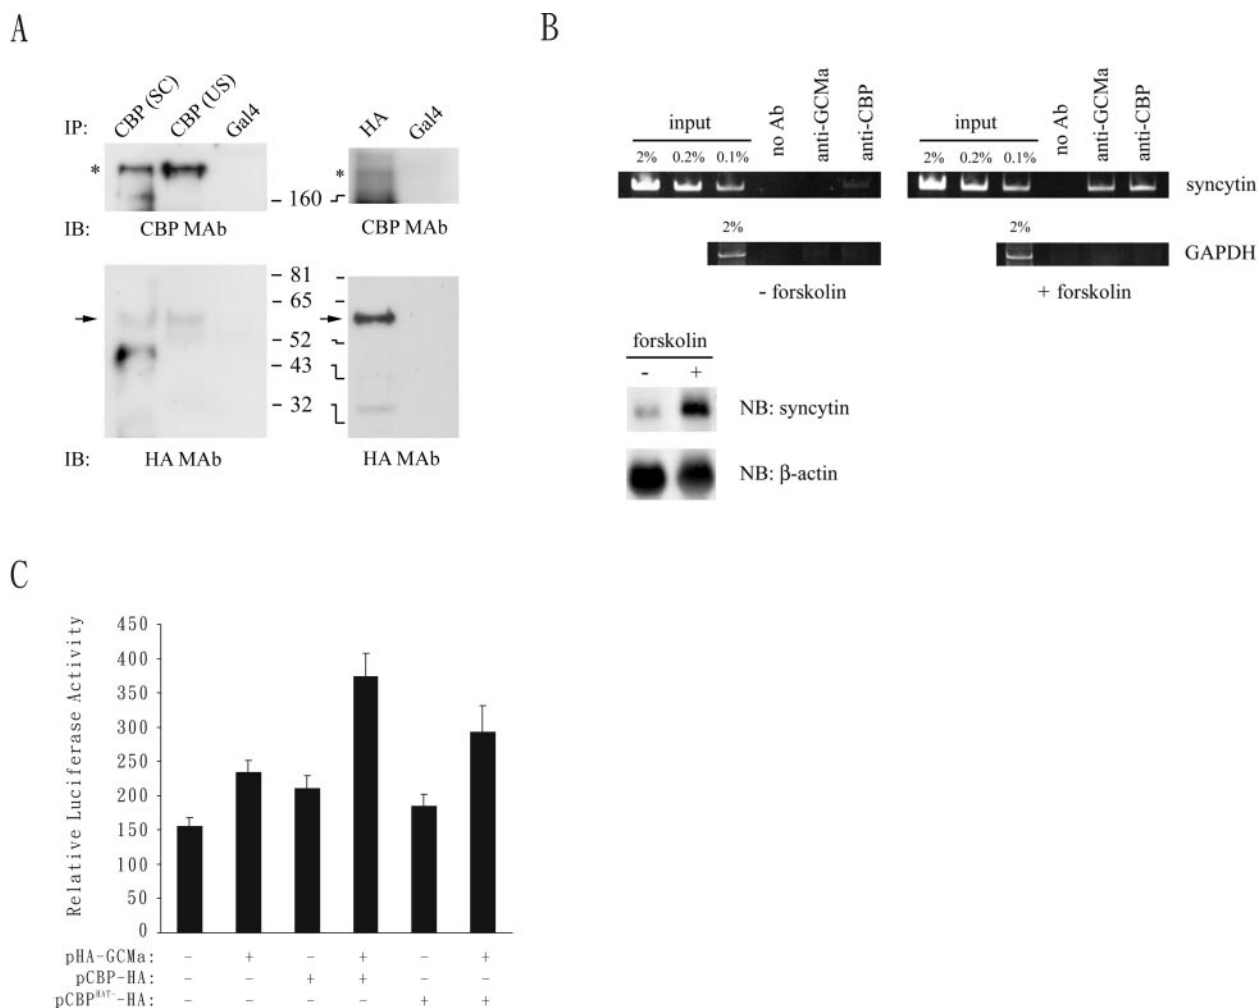 A
IP:
CBP (SC)
CBP (US)
Gal4
HA
Gal4
*
*
- 160
IB:
CBP MAb
CBP MAb
- 81
- 65
- 52
- 43
- 32
IB:
HA MAb
HA MAb
B
input
no Ab
anti-GCMa
anti-CBP
input
no Ab
anti-GCMa
anti-CBP
2% 0.2% 0.1%
2% 0.2% 0.1%
syncytin
2%
2%
GAPDH
- forskolin
+ forskolin
forskolin
- +
NB: syncytin
NB: β-actin
C
Relative Luciferase Activity
450
400
350
300
250
200
150
100
50
0
pHA-GCMa: - + - + - +
pCBP-HA: - - + + - -
pCBPHAT--HA: - - - - + +